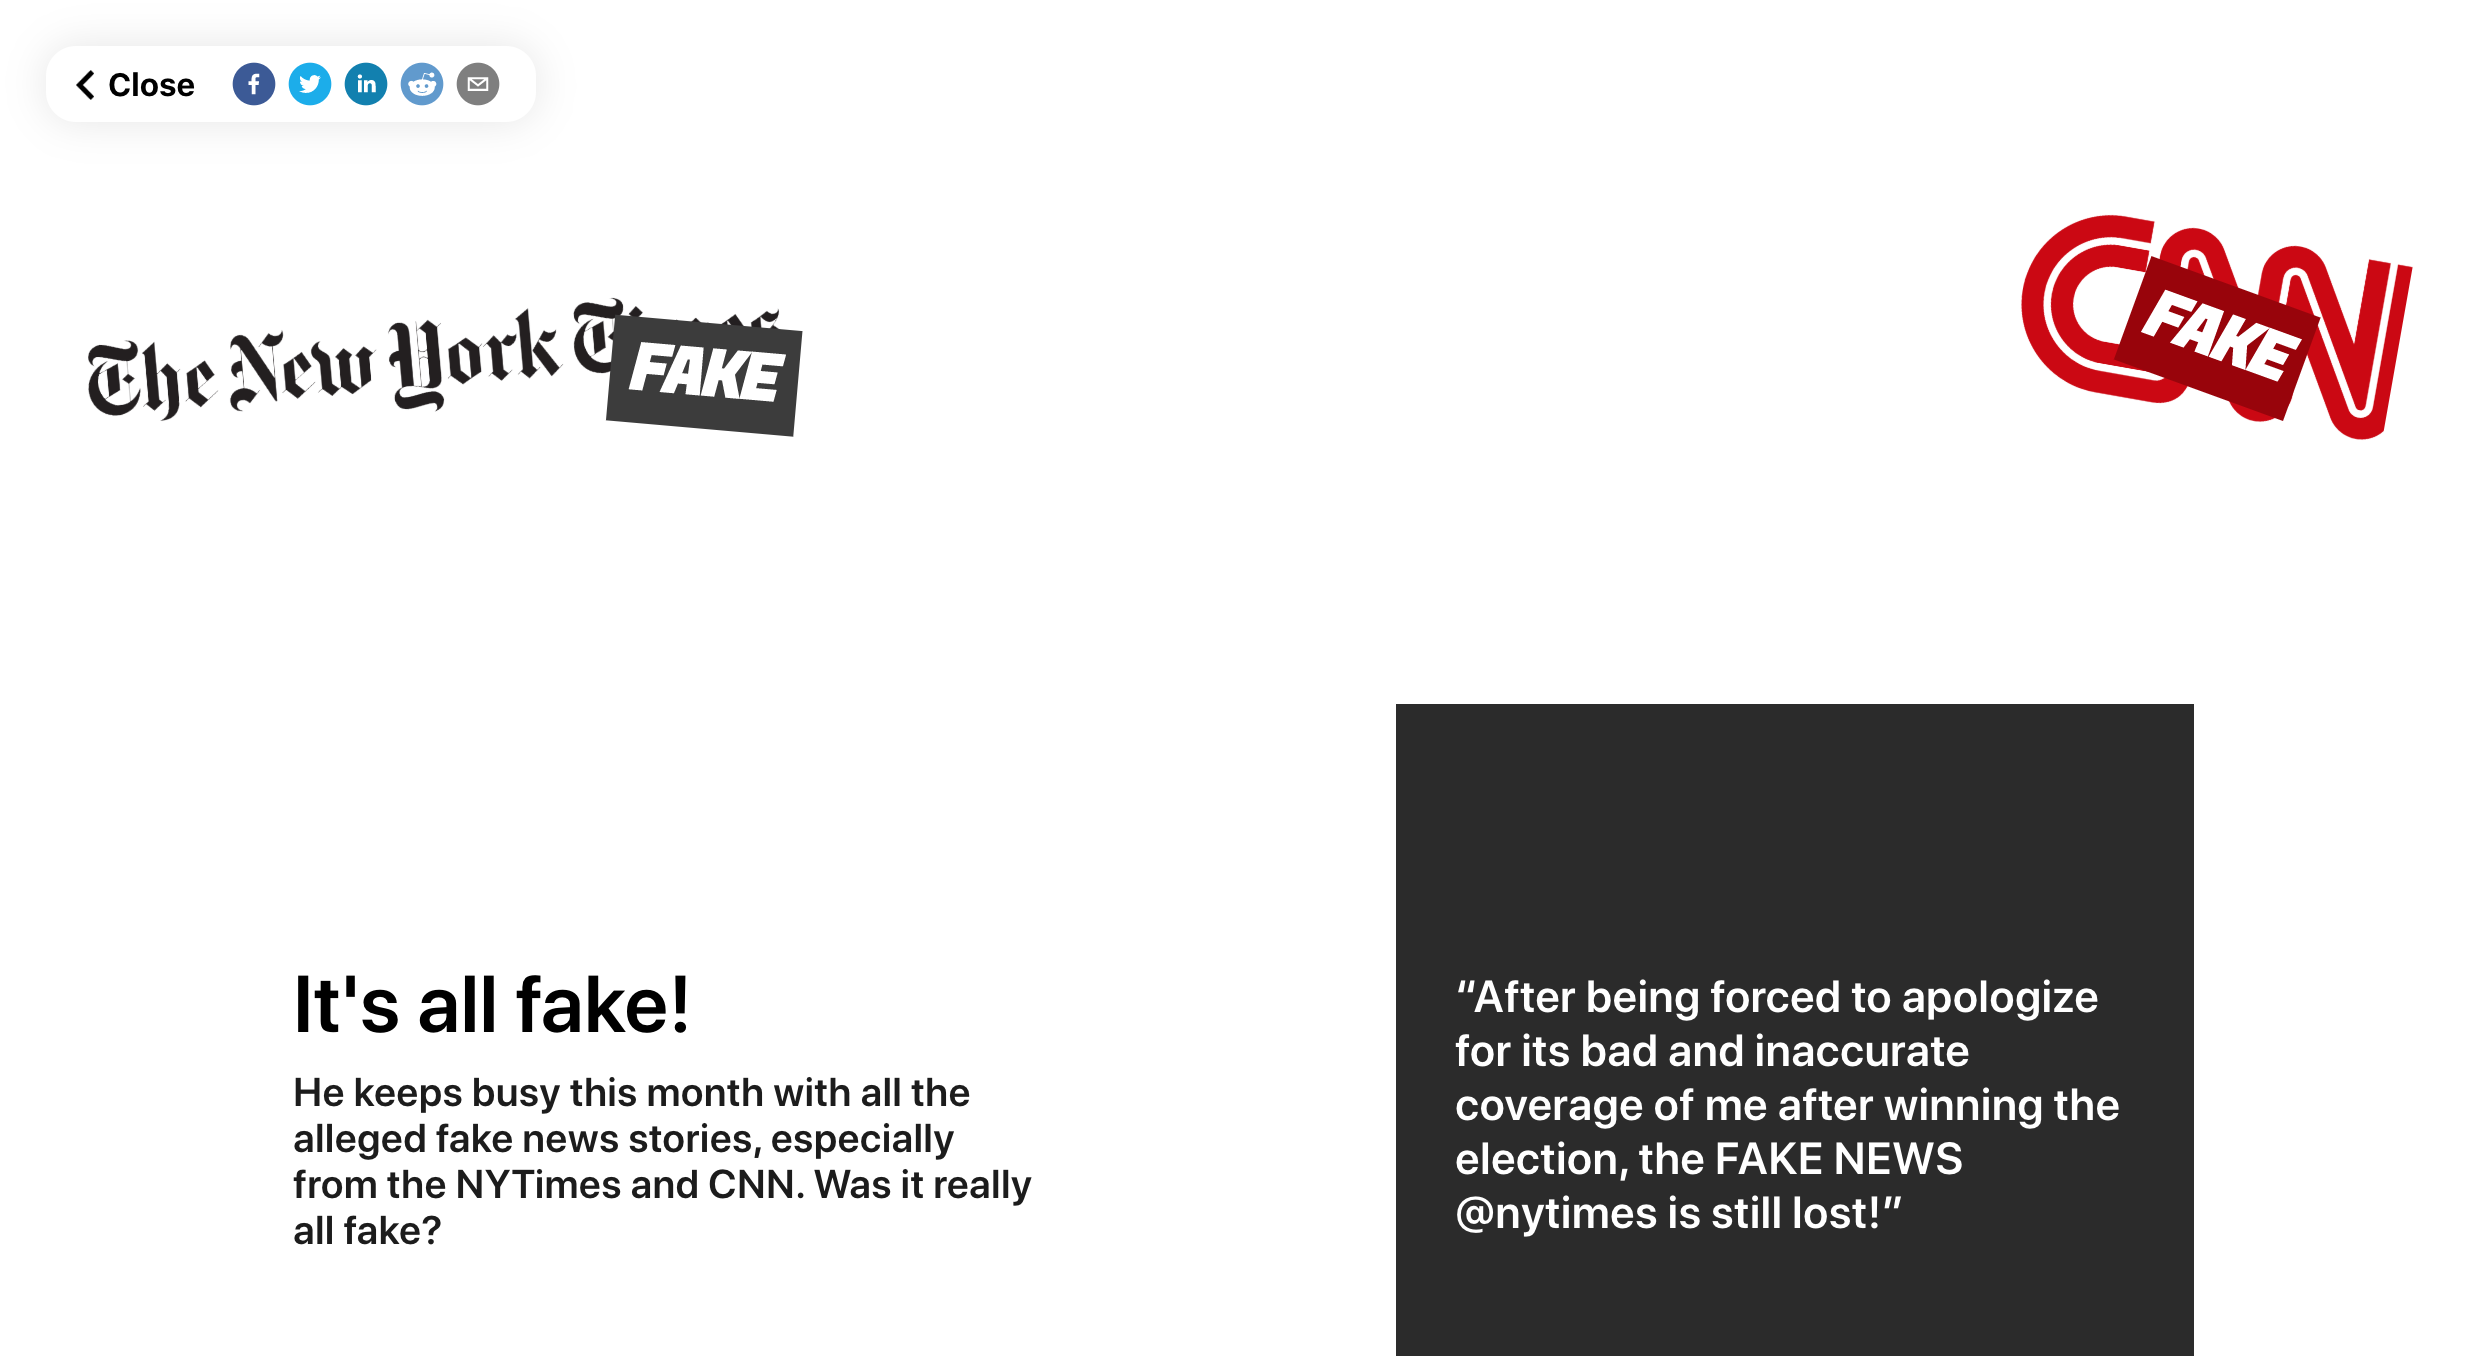 Close
The New York Times
FAKE
CNN
FAKE
It's all fake!
He keeps busy this month with all the
alleged fake news stories, especially
from the NYTimes and CNN. Was it really
all fake?
“After being forced to apologize
for its bad and inaccurate
coverage of me after winning the
election, the FAKE NEWS
@nytimes is still lost!”